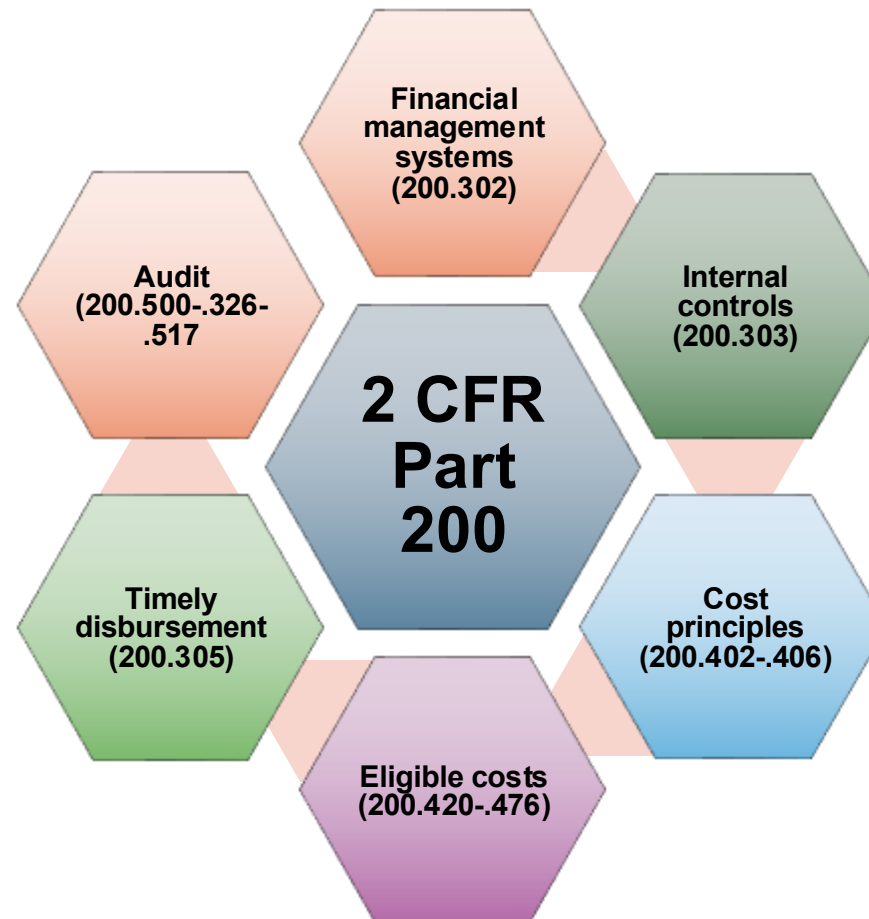 Financial
management
systems
(200.302)
Internal
controls
(200.303)
Cost
principles
(200.402-.406)
Eligible costs
(200.420-.476)
Timely
disbursement
(200.305)
Audit
(200.500-.326-
.517
2 CFR
Part
200